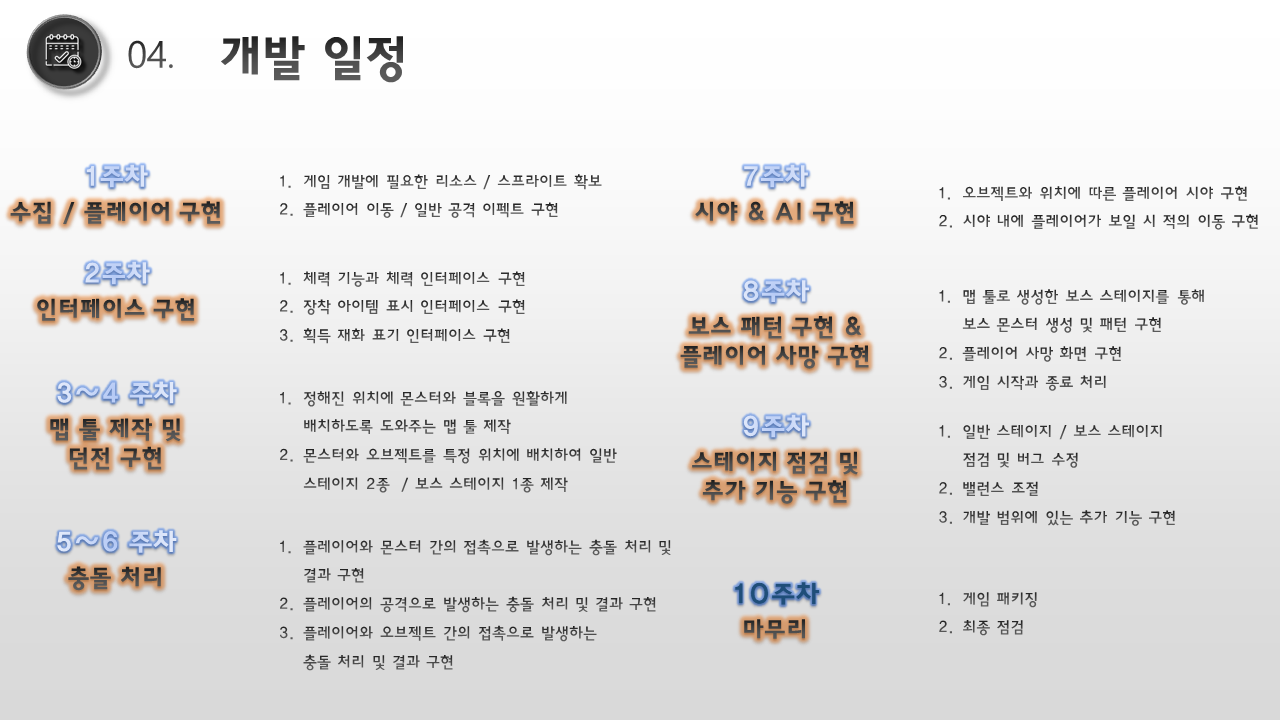 04. 개발 일정
1주차
수집 / 플레이어 구현
1. 게임 개발에 필요한 리소스 / 스프라이트 확보
2. 플레이어 이동 / 일반 공격 이펙트 구현
2주차
인터페이스 구현
1. 체력 기능과 체력 인터페이스 구현
2. 장착 아이템 표시 인터페이스 구현
3. 획득 재화 표기 인터페이스 구현
3~4 주차
맵 툴 제작 및
던전 구현
1. 정해진 위치에 몬스터와 블록을 원활하게
배치하도록 도와주는 맵 툴 제작
2. 몬스터와 오브젝트를 특정 위치에 배치하여 일반
스테이지 2종 / 보스 스테이지 1종 제작
5~6 주차
충돌 처리
1. 플레이어와 몬스터 간의 접촉으로 발생하는 충돌 처리 및
결과 구현
2. 플레이어의 공격으로 발생하는 충돌 처리 및 결과 구현
3. 플레이어와 오브젝트 간의 접촉으로 발생하는
충돌 처리 및 결과 구현
7주차
시야 & AI 구현
1. 오브젝트와 위치에 따른 플레이어 시야 구현
2. 시야 내에 플레이어가 보일 시 적의 이동 구현
8주차
보스 패턴 구현 &
플레이어 사망 구현
1. 맵 툴로 생성한 보스 스테이지를 통해
보스 몬스터 생성 및 패턴 구현
2. 플레이어 사망 화면 구현
3. 게임 시작과 종료 처리
9주차
스테이지 점검 및
추가 기능 구현
1. 일반 스테이지 / 보스 스테이지
점검 및 버그 수정
2. 밸런스 조절
3. 개발 범위에 있는 추가 기능 구현
10주차
마무리
1. 게임 패키징
2. 최종 점검